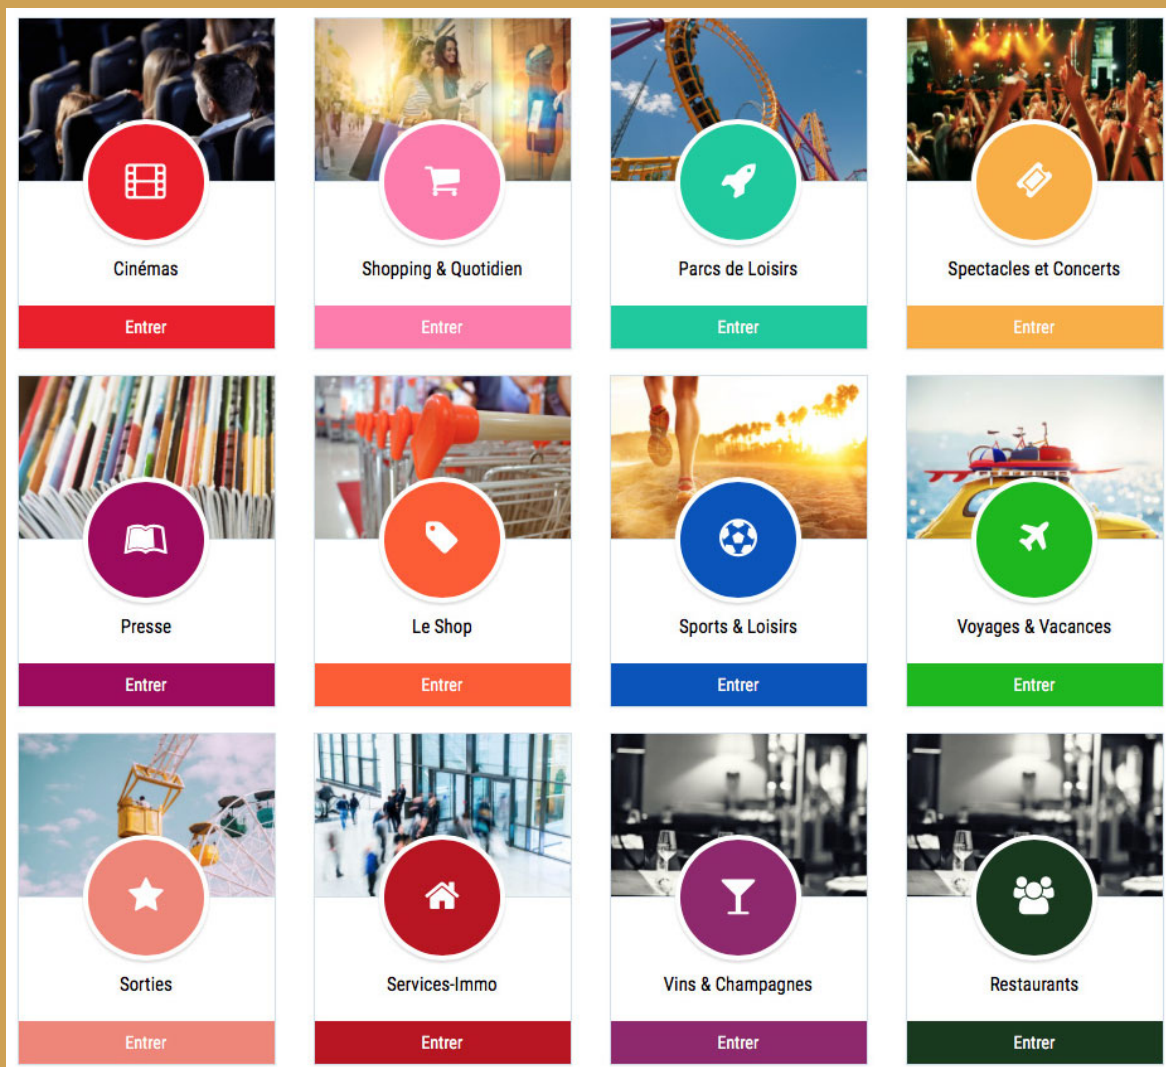 Cinémas
Entrer
Shopping & Quotidien
Entrer
Parcs de Loisirs
Entrer
Spectacles et Concerts
Entrer
Presse
Entrer
Le Shop
Entrer
Sports & Loisirs
Entrer
Voyages & Vacances
Entrer
Sorties
Entrer
Services-Immo
Entrer
Vins & Champagnes
Entrer
Restaurants
Entrer